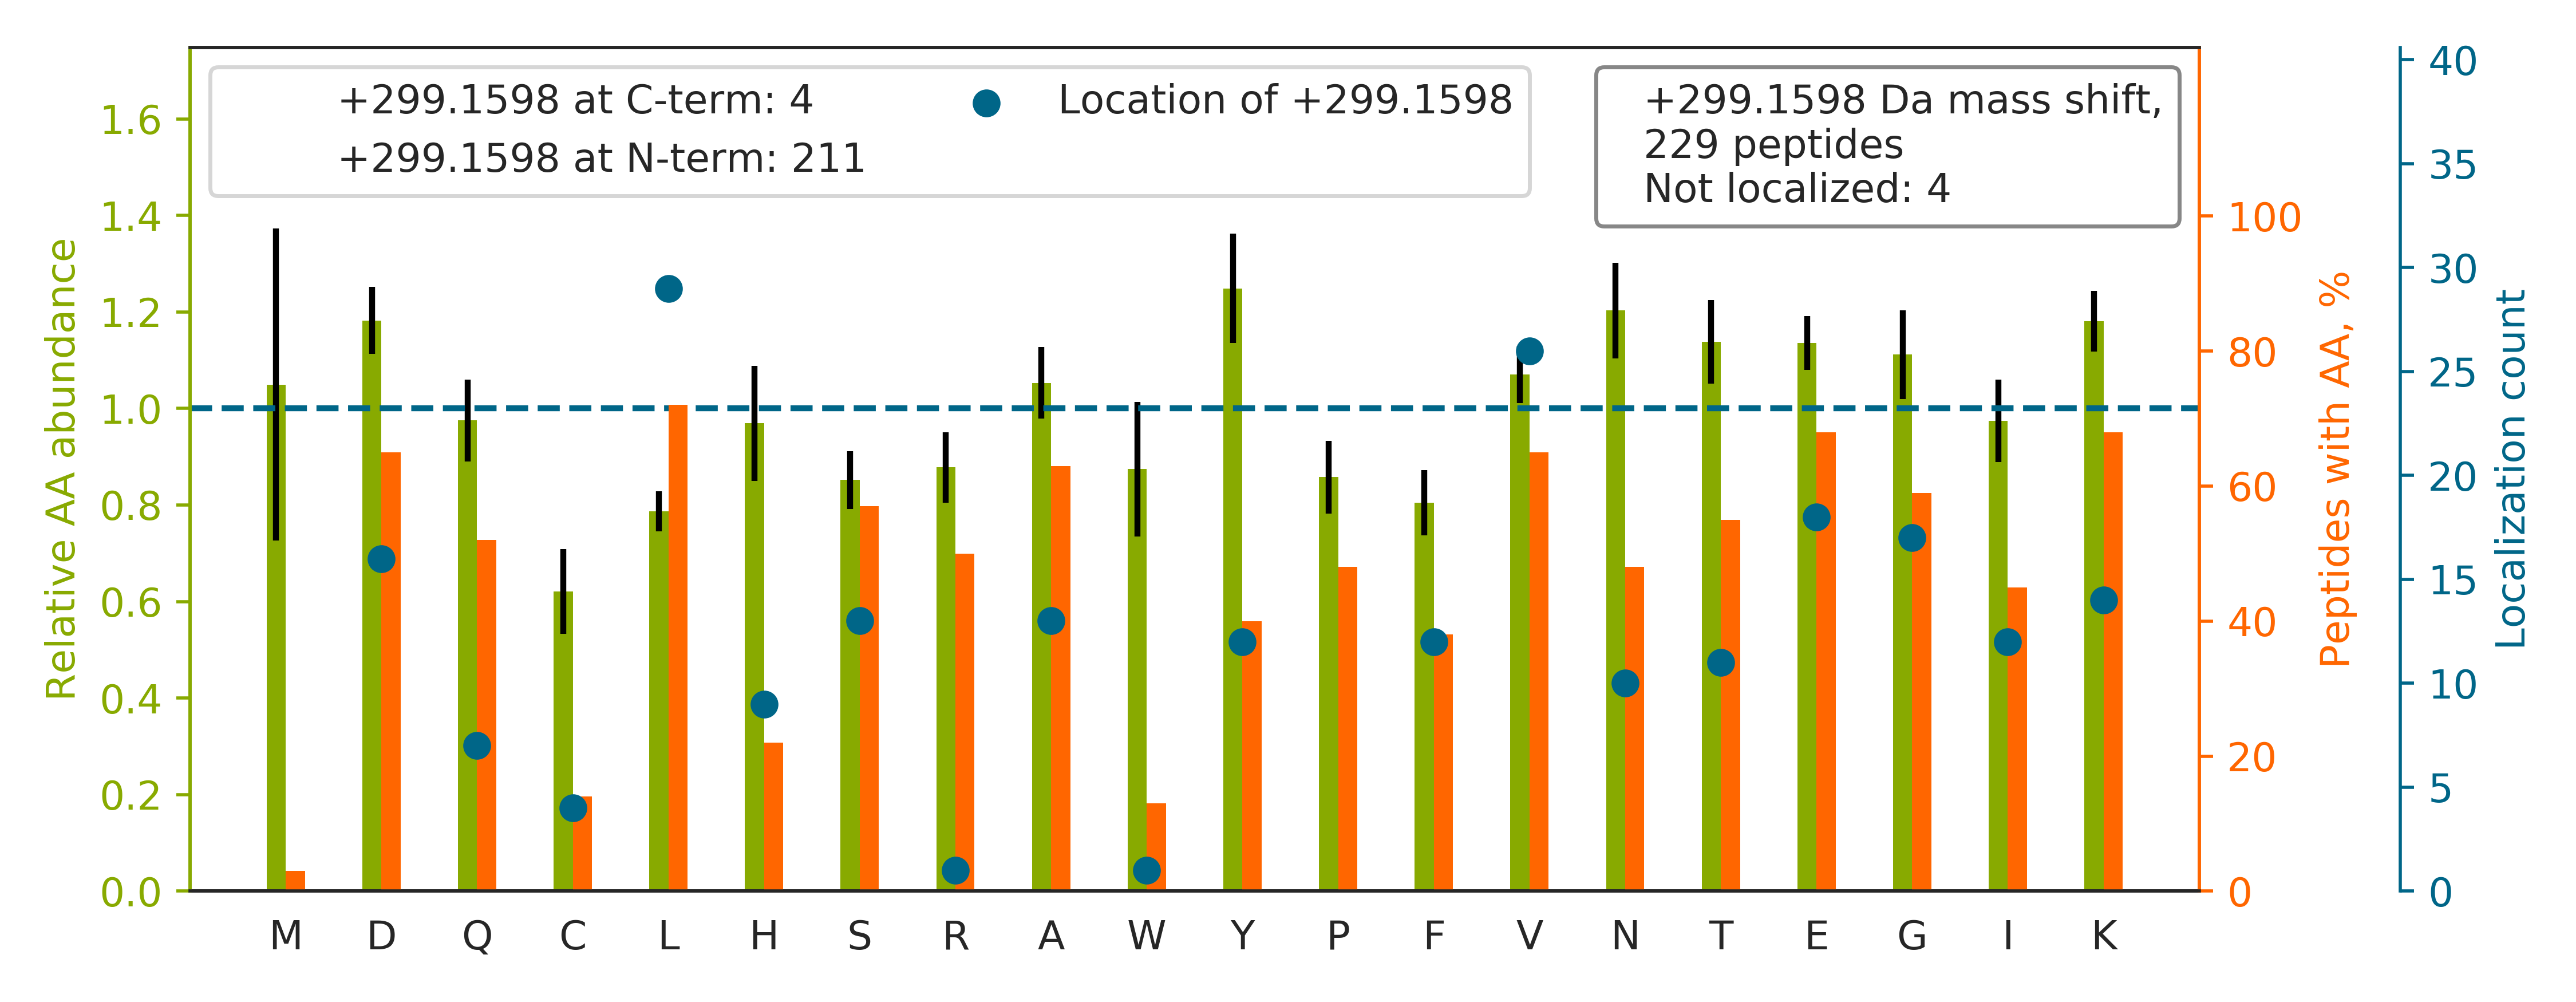 +299.1598 at C-term: 4
+299.1598 at N-term: 211
Location of +299.1598
+299.1598 Da mass shift,
229 peptides
Not localized: 4
Relative AA abundance
1.6
1.4
1.2
1.0
0.8
0.6
0.4
0.2
0.0
M D Q C L H S R A W Y P F V N T E G I K
100
80
60
40
20
0
Peptides with AA, %
40
35
30
25
20
15
10
5
0
Localization count